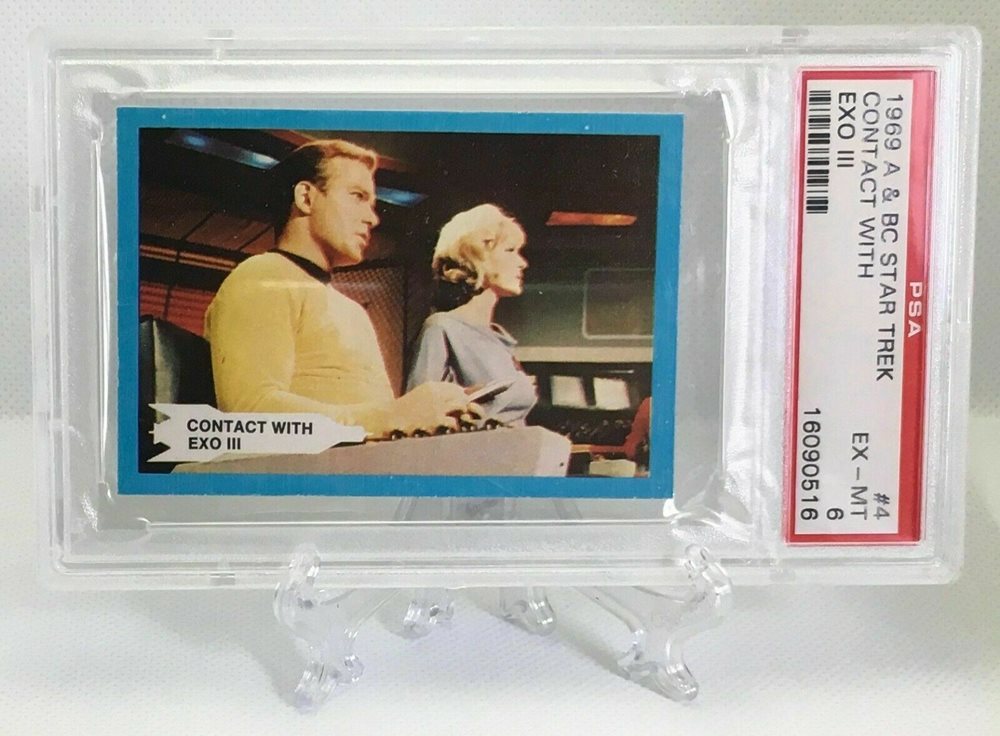 CONTACT WITH
EXO III
PSA
1969 A & BC STAR TREK #4
CONTACT WITH EX-MT
EXO III 6
16090516